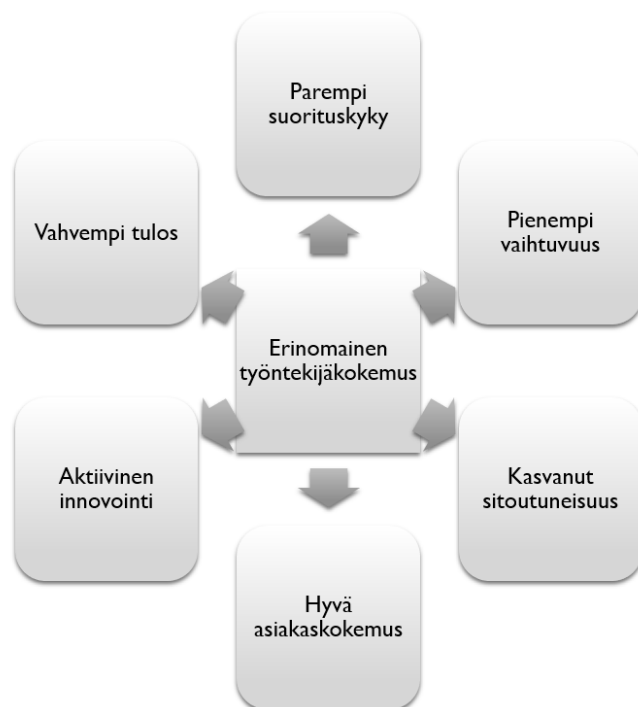 Parempi
suorituskyky
Vahvempi tulos
Pienempi
vaihtuvuus
Erinomainen
työntekijäkokemus
Aktiivinen
innovointi
Kasvanut
sitoutuneisuus
Hyvä
asiakaskokemus